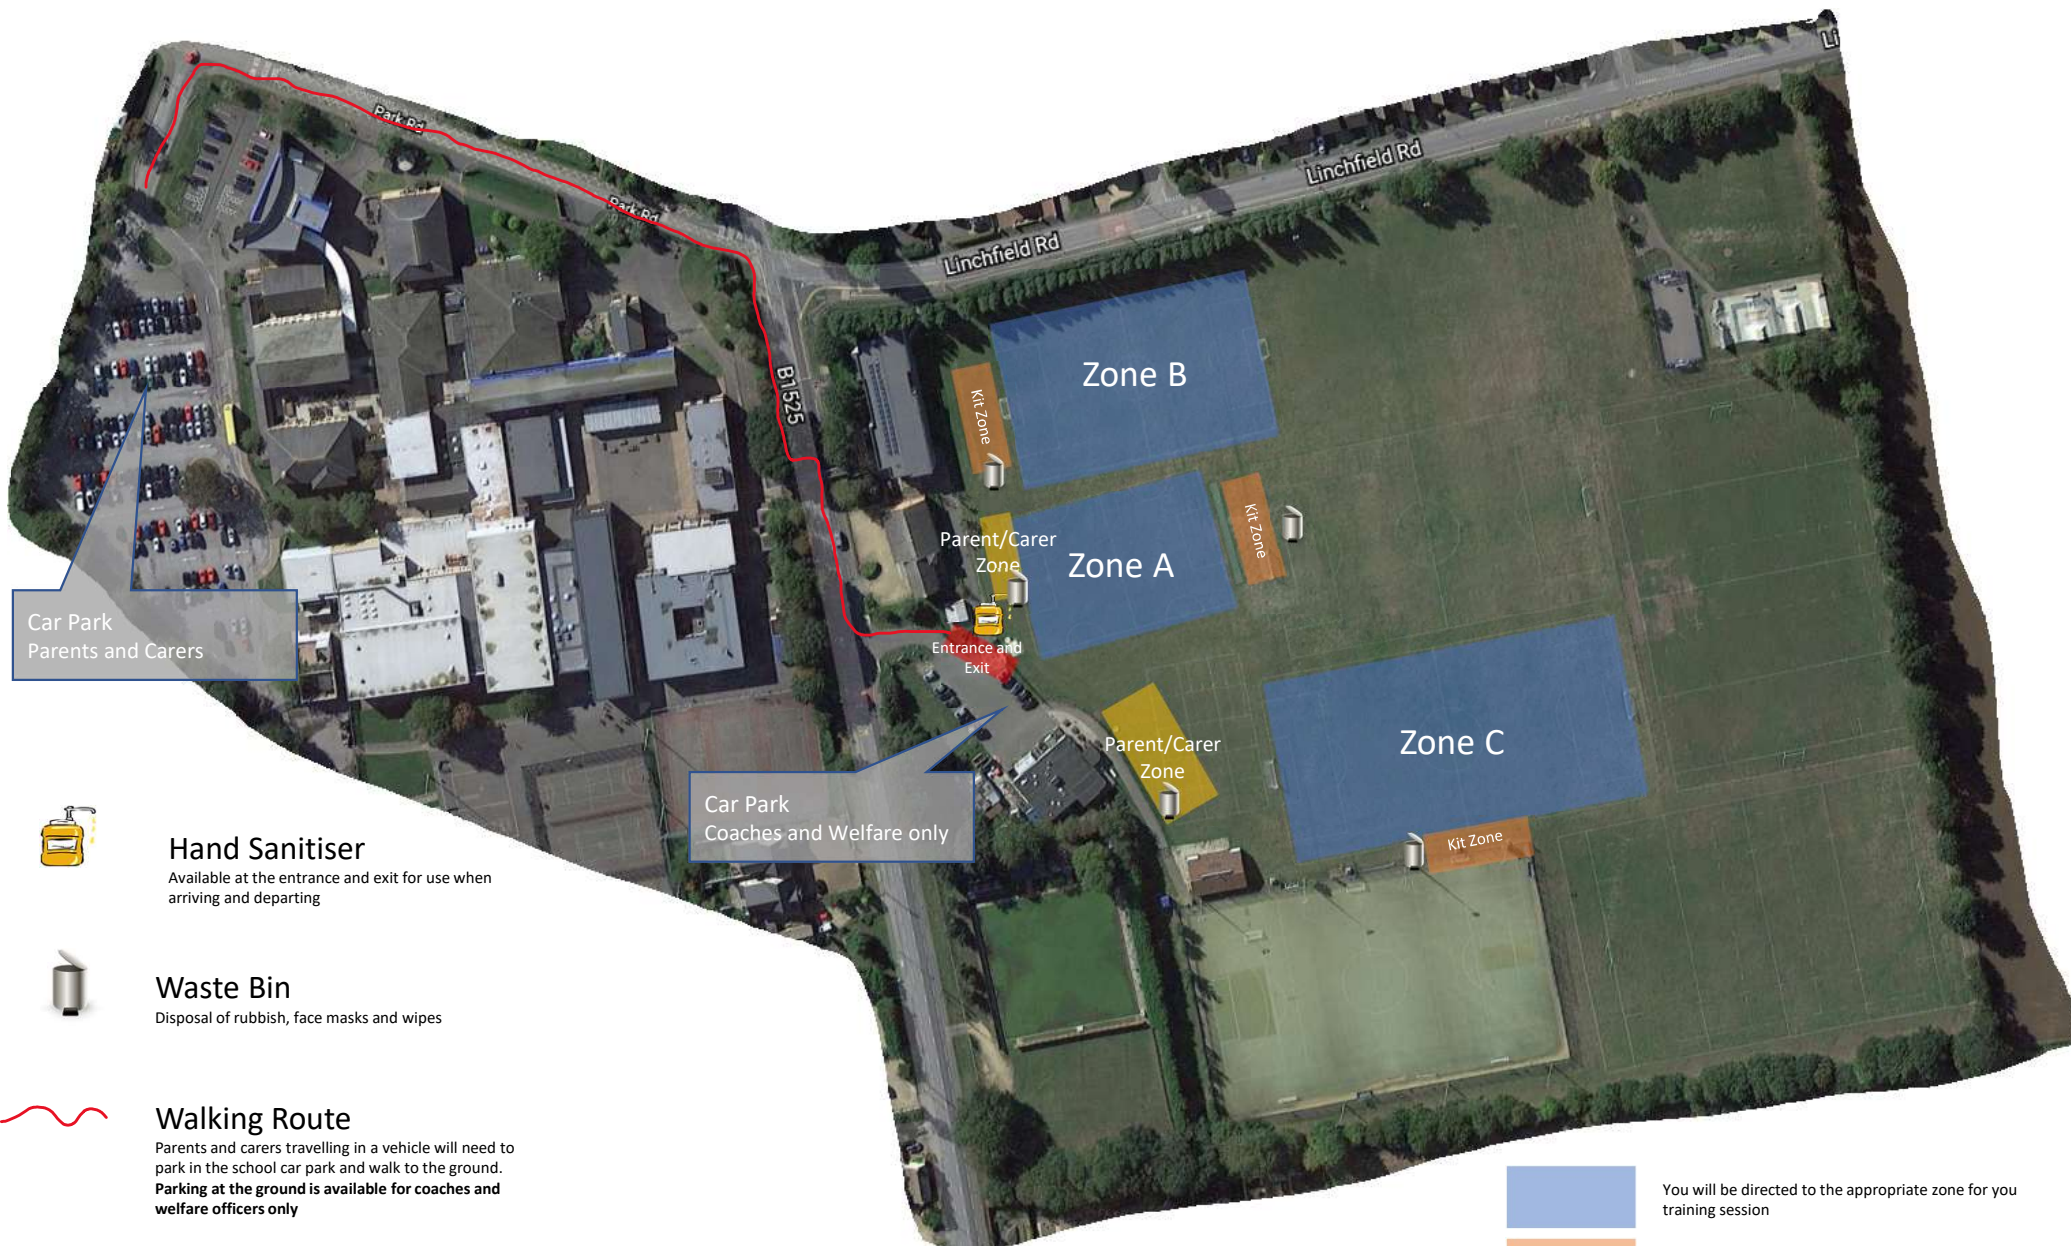 Li
Linchfield Rd
Park Rd
Park Rd
Linchfield Rd
B1525
Zone B
Kit Zone
Kit Zone
Parent/Carer
Zone
Zone A
Entrance and
Exit
Car Park
Parents and Carers
Parent/Carer
Zone
Zone C
Kit Zone
Car Park
Coaches and Welfare only
Hand Sanitiser
Available at the entrance and exit for use when
arriving and departing
Waste Bin
Disposal of rubbish, face masks and wipes
Walking Route
Parents and carers travelling in a vehicle will need to
park in the school car park and walk to the ground.
Parking at the ground is available for coaches and
welfare officers only
You will be directed to the appropriate zone for you
training session